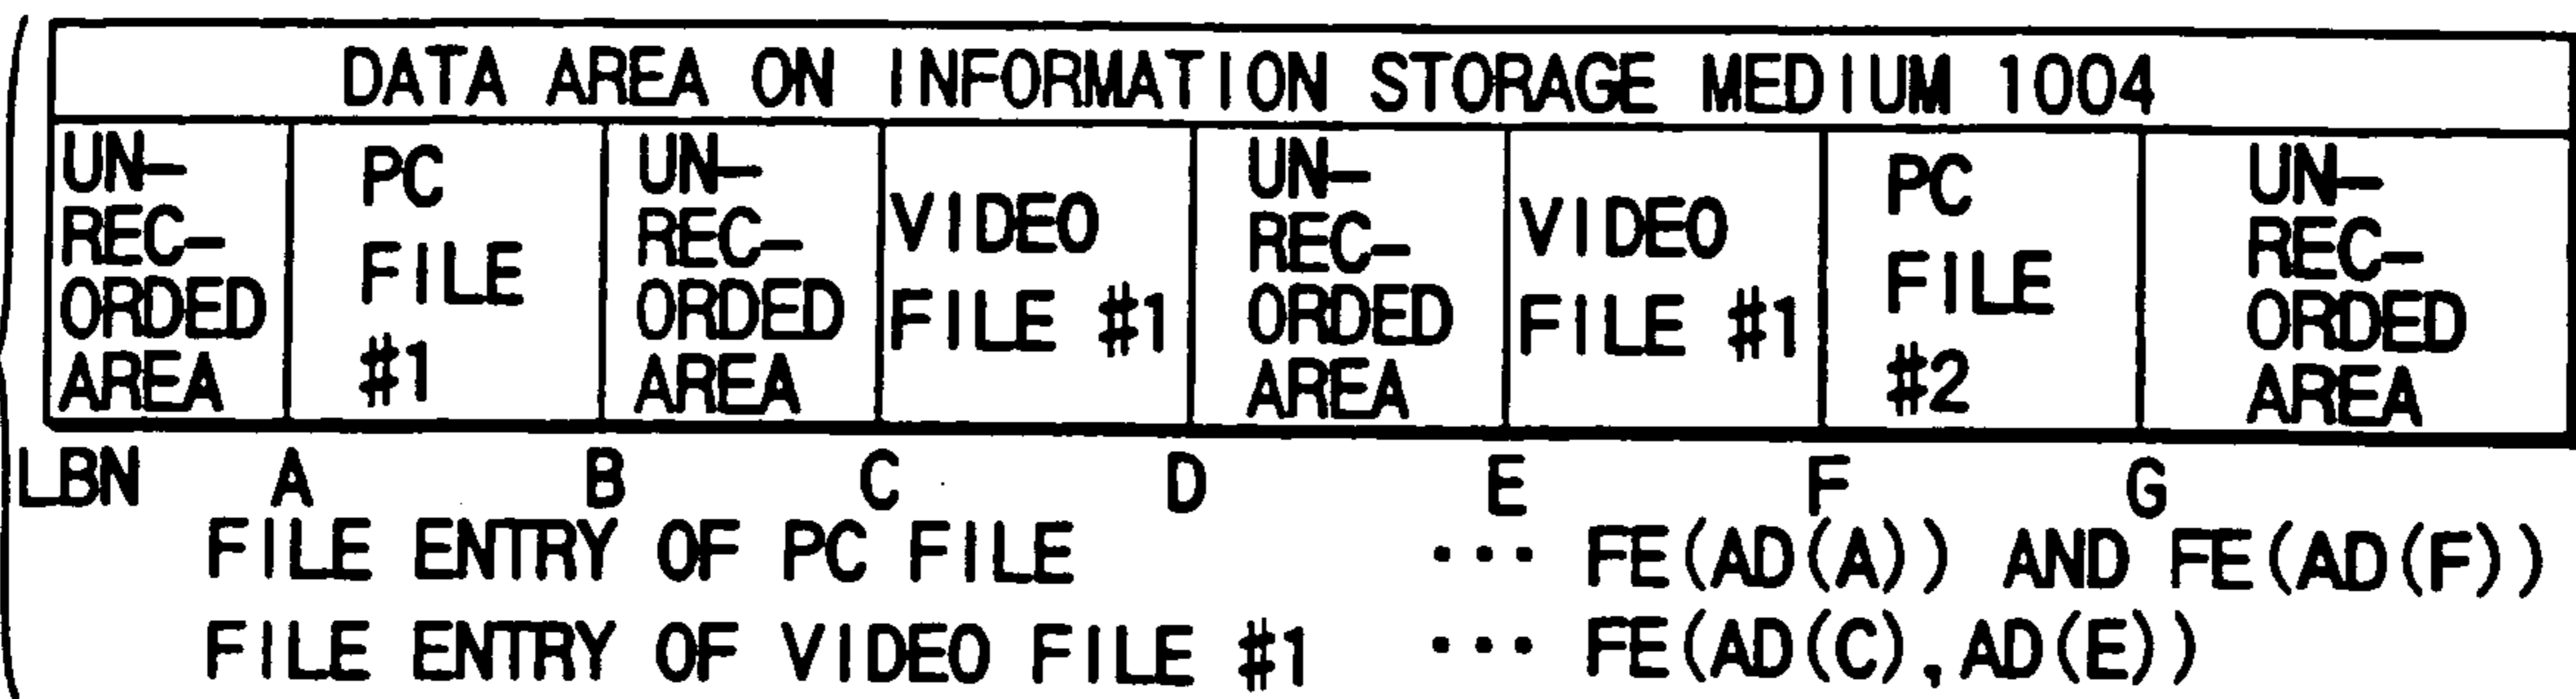 DATA AREA ON INFORMATION STORAGE MEDIUM 1004
UN-
REC-
ORDED
AREA
PC
FILE
#1
UN-
REC-
ORDED
AREA
VIDEO
FILE #1
UN-
REC-
ORDED
AREA
VIDEO
FILE #1
PC
FILE
#2
UN-
REC-
ORDED
AREA
LBN A B C D E F G
FILE ENTRY OF PC FILE ··· FE(AD(A)) AND FE(AD(F))
FILE ENTRY OF VIDEO FILE #1 ··· FE(AD(C),AD(E))